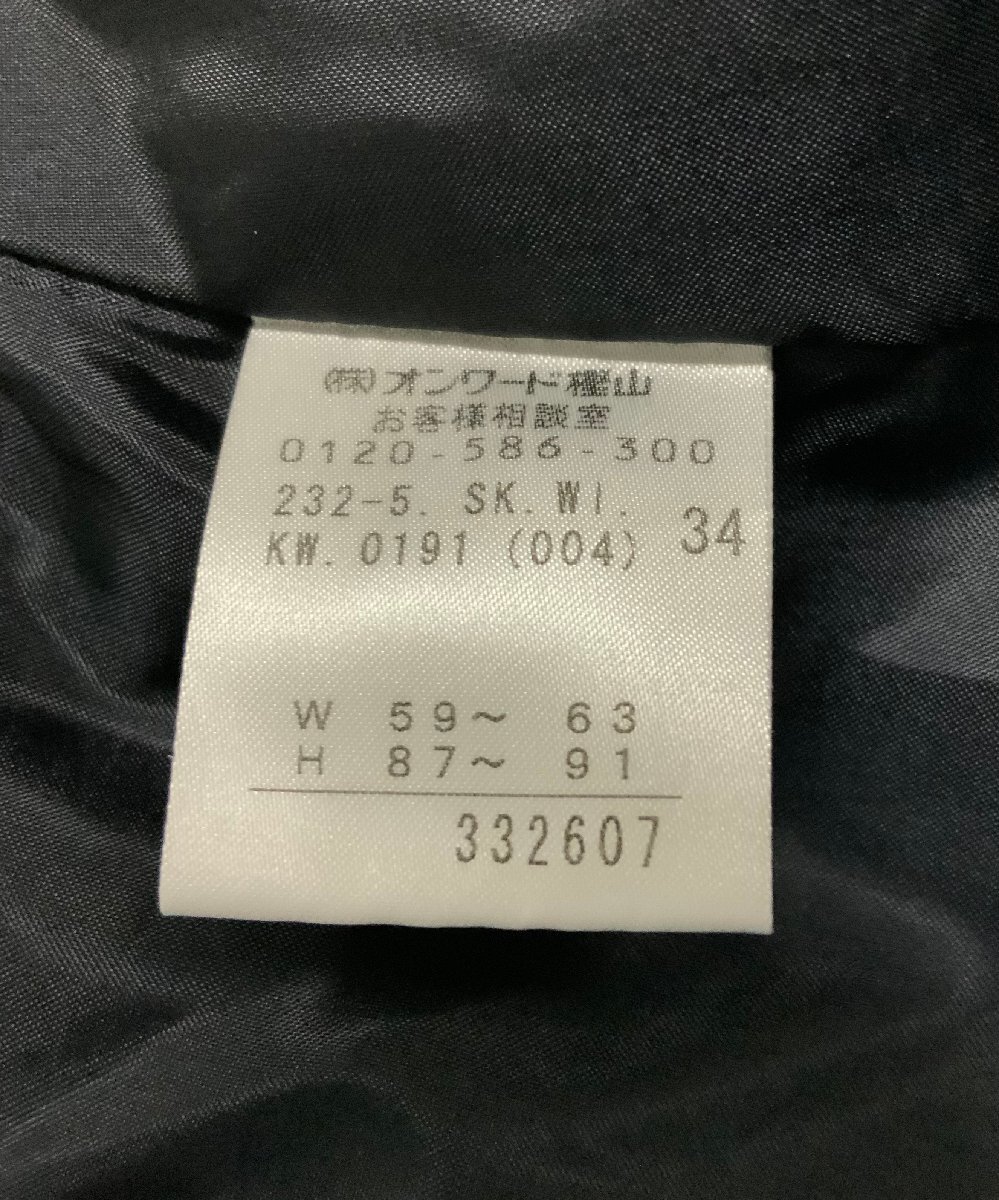 (株)オンワード樫山
お客様相談室
0120-586-300
232-5. SK.WI.
KW. 0191 (004) 34
W 59～ 63
H 87～ 91
332607